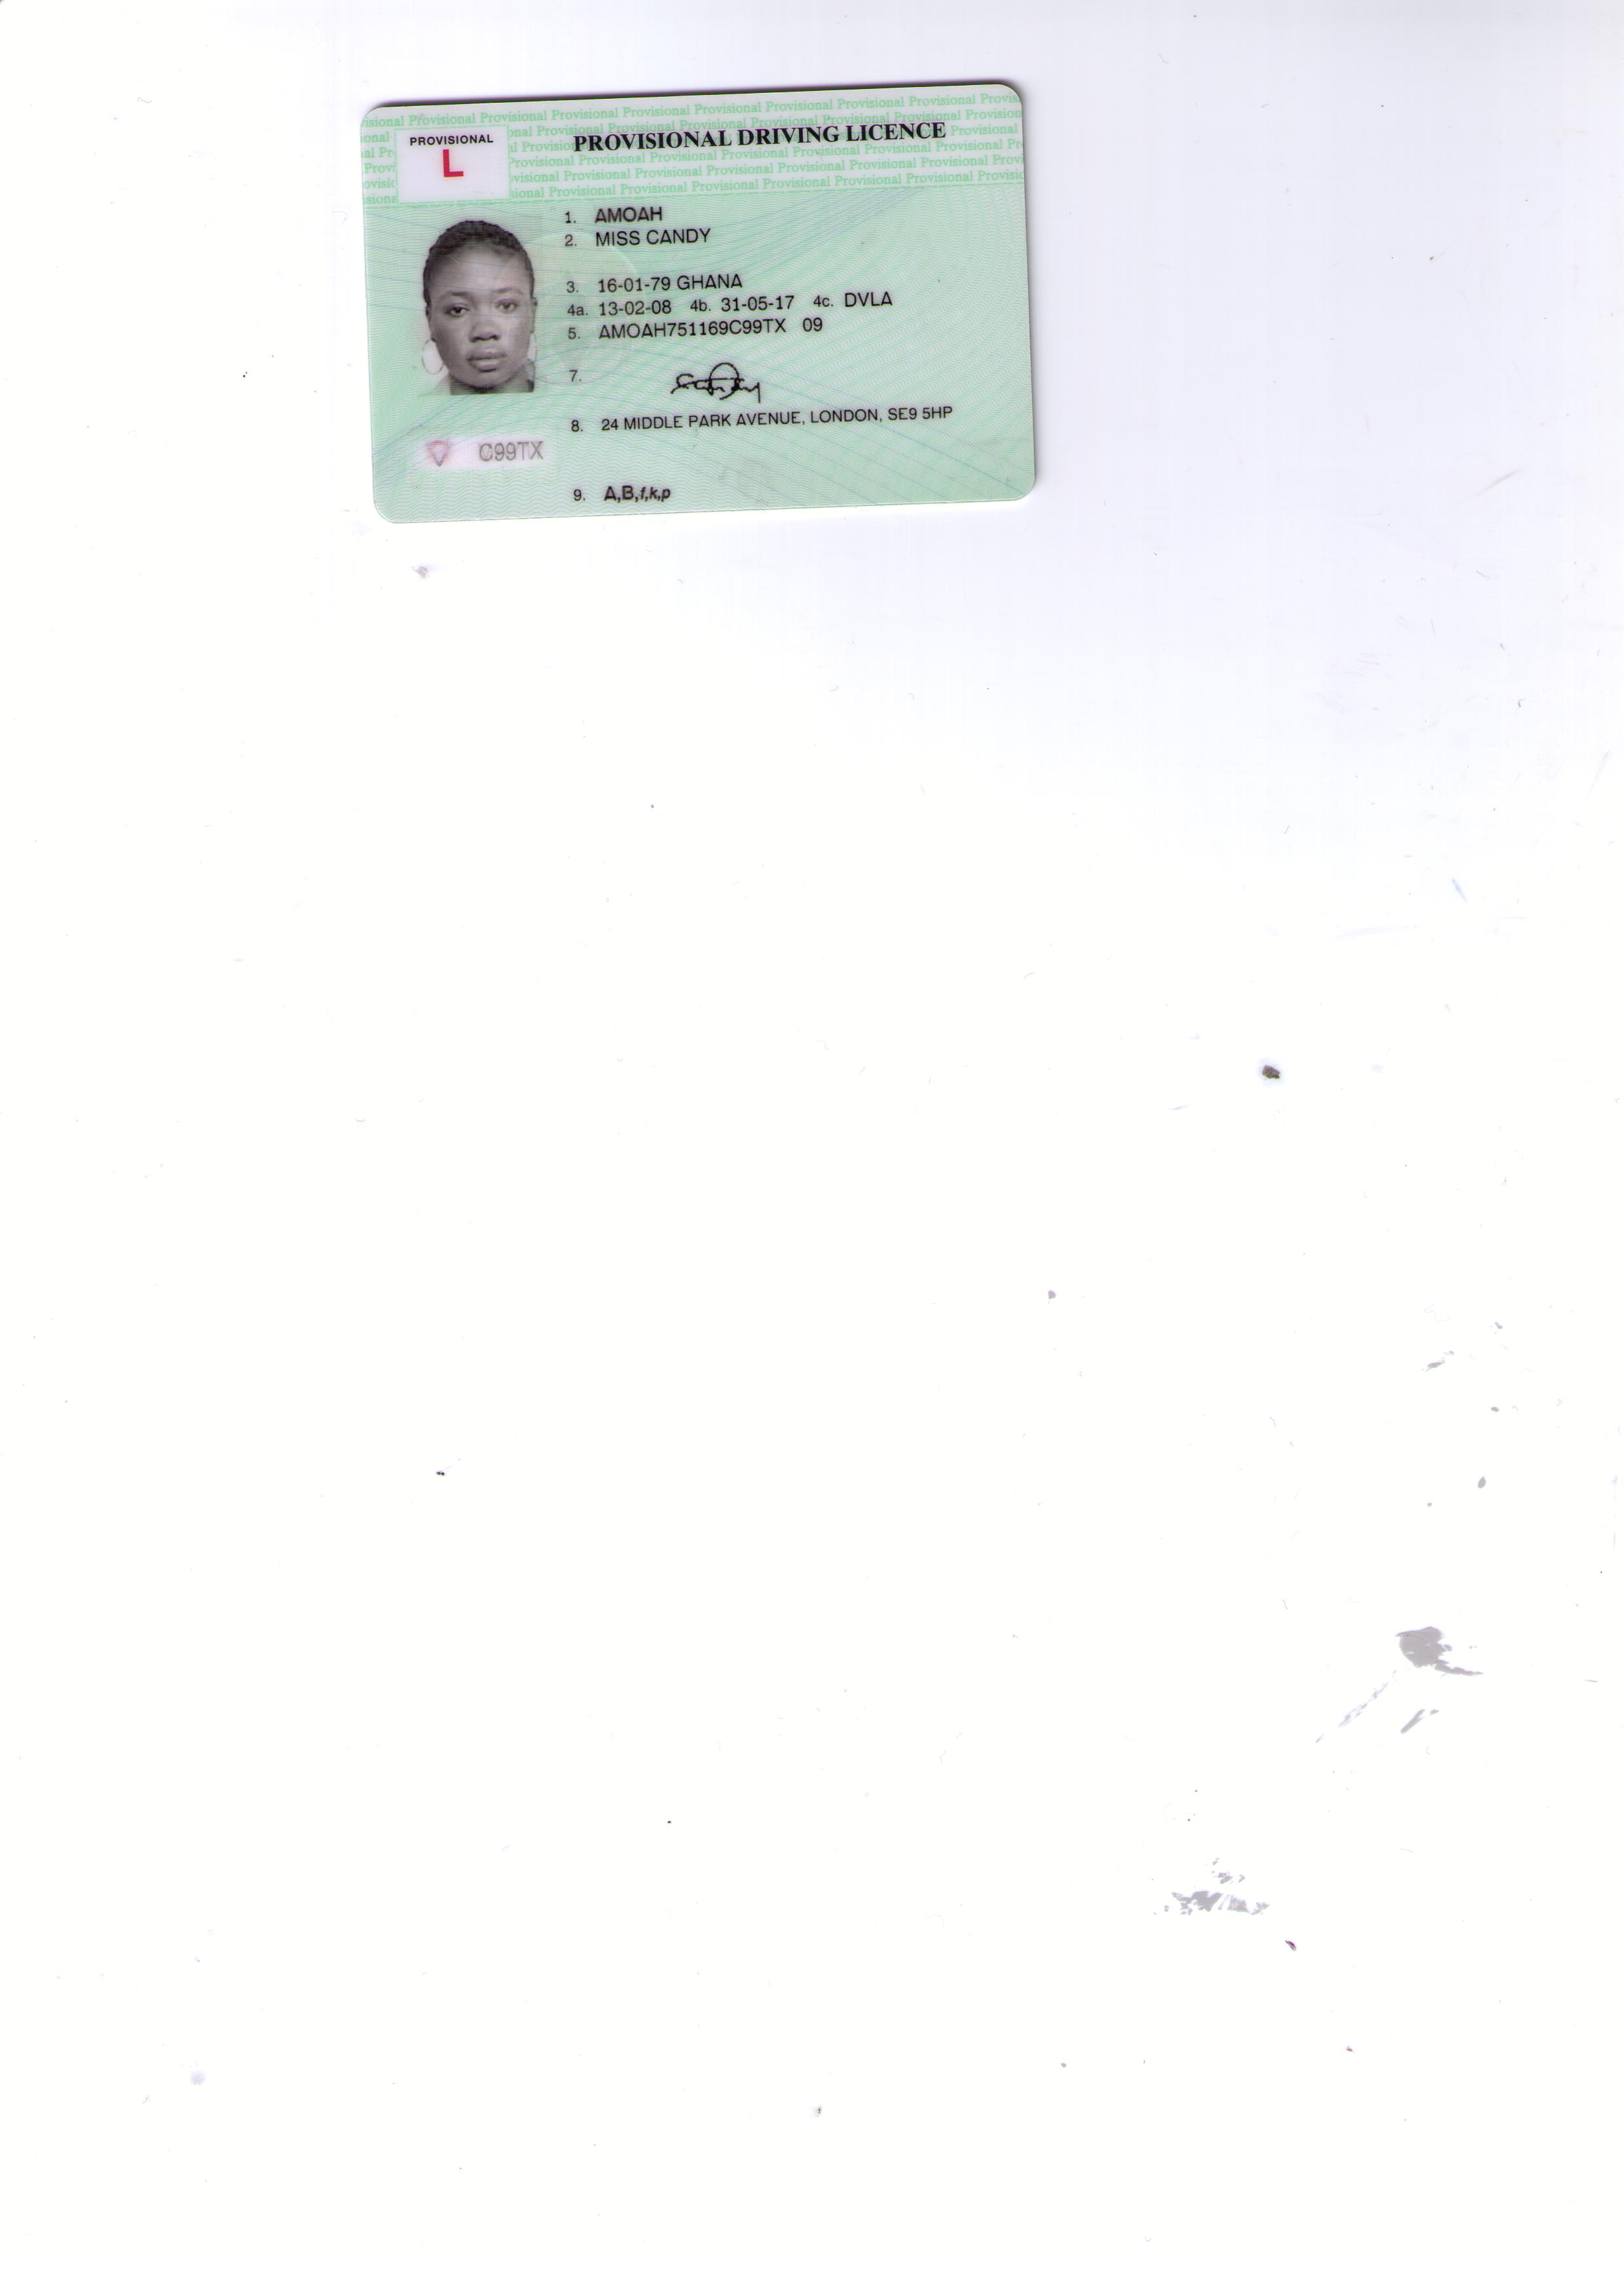 PROVISIONAL
L
PROVISIONAL DRIVING LICENCE
1. AMOAH
2. MISS CANDY
3. 16-01-79 GHANA
4a. 13-02-08 4b. 31-05-17 4c. DVLA
5. AMOAH751169C99TX 09
7.
8. 24 MIDDLE PARK AVENUE, LONDON, SE9 5HP
C99TX
9. A,B,f,k,p